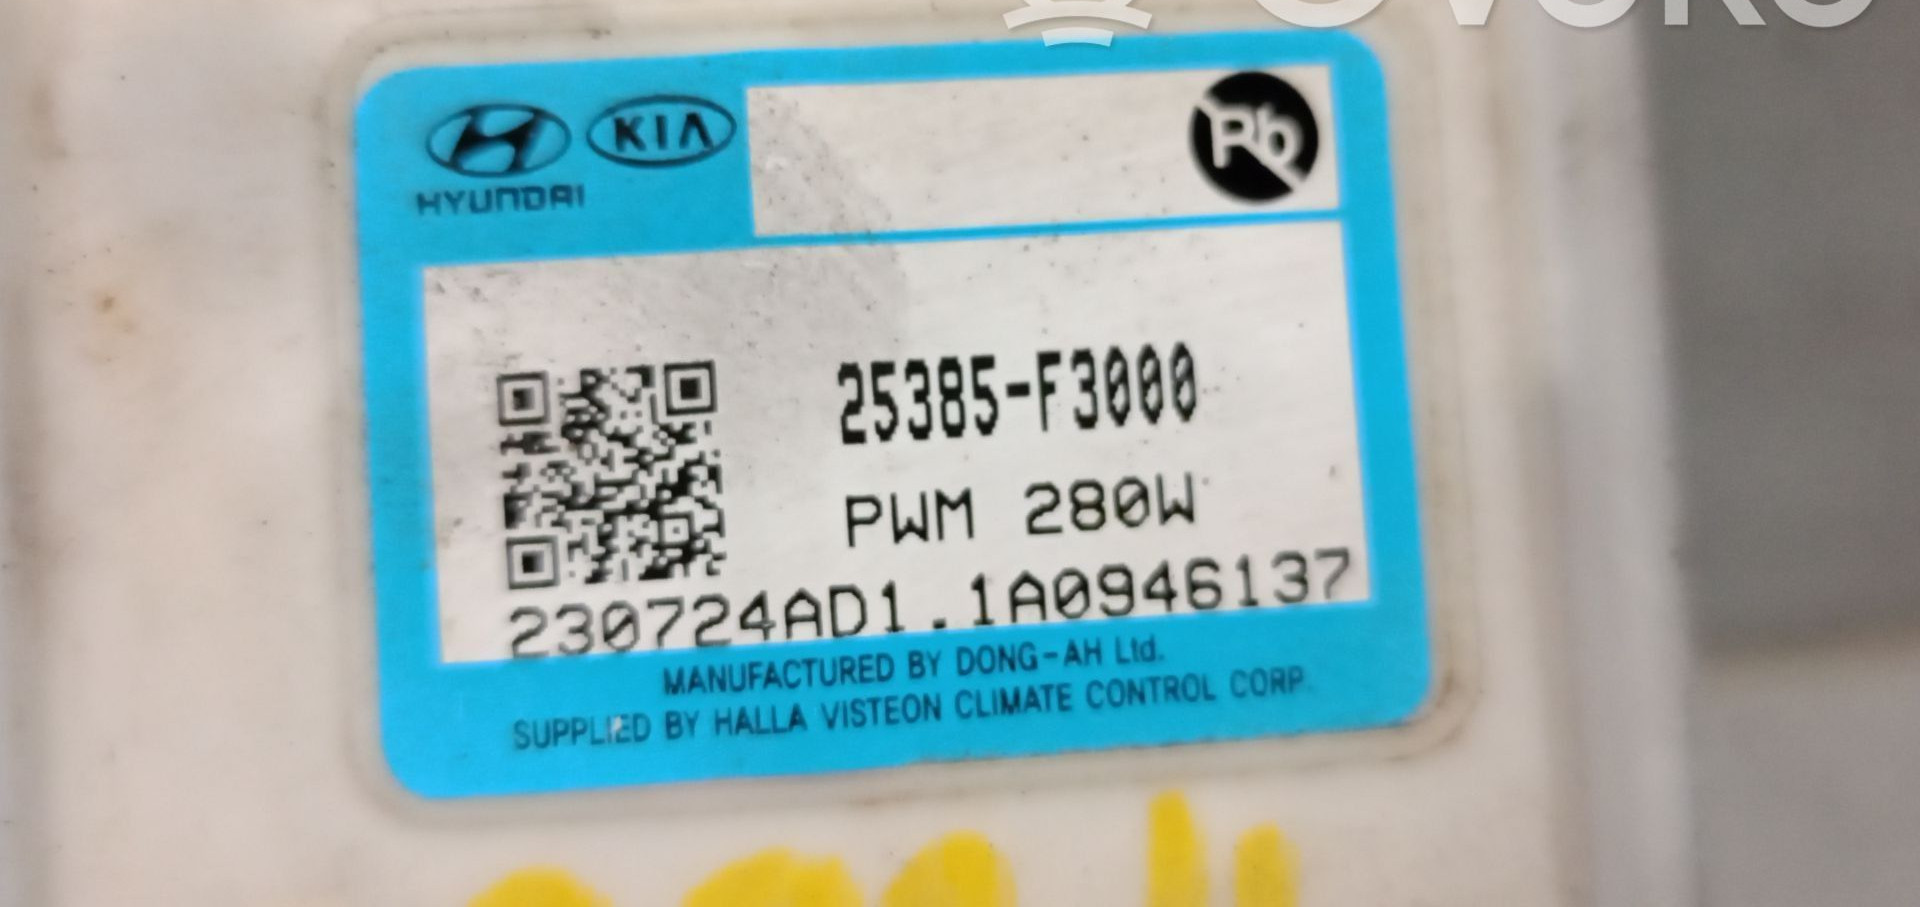 HYUNDAI
KIA
Pb
25385-F3000
PWM 280W
230724AD1.1A0946137
MANUFACTURED BY DONG-AH Ltd.
SUPPLIED BY HALLA VISTEON CLIMATE CONTROL CORP.